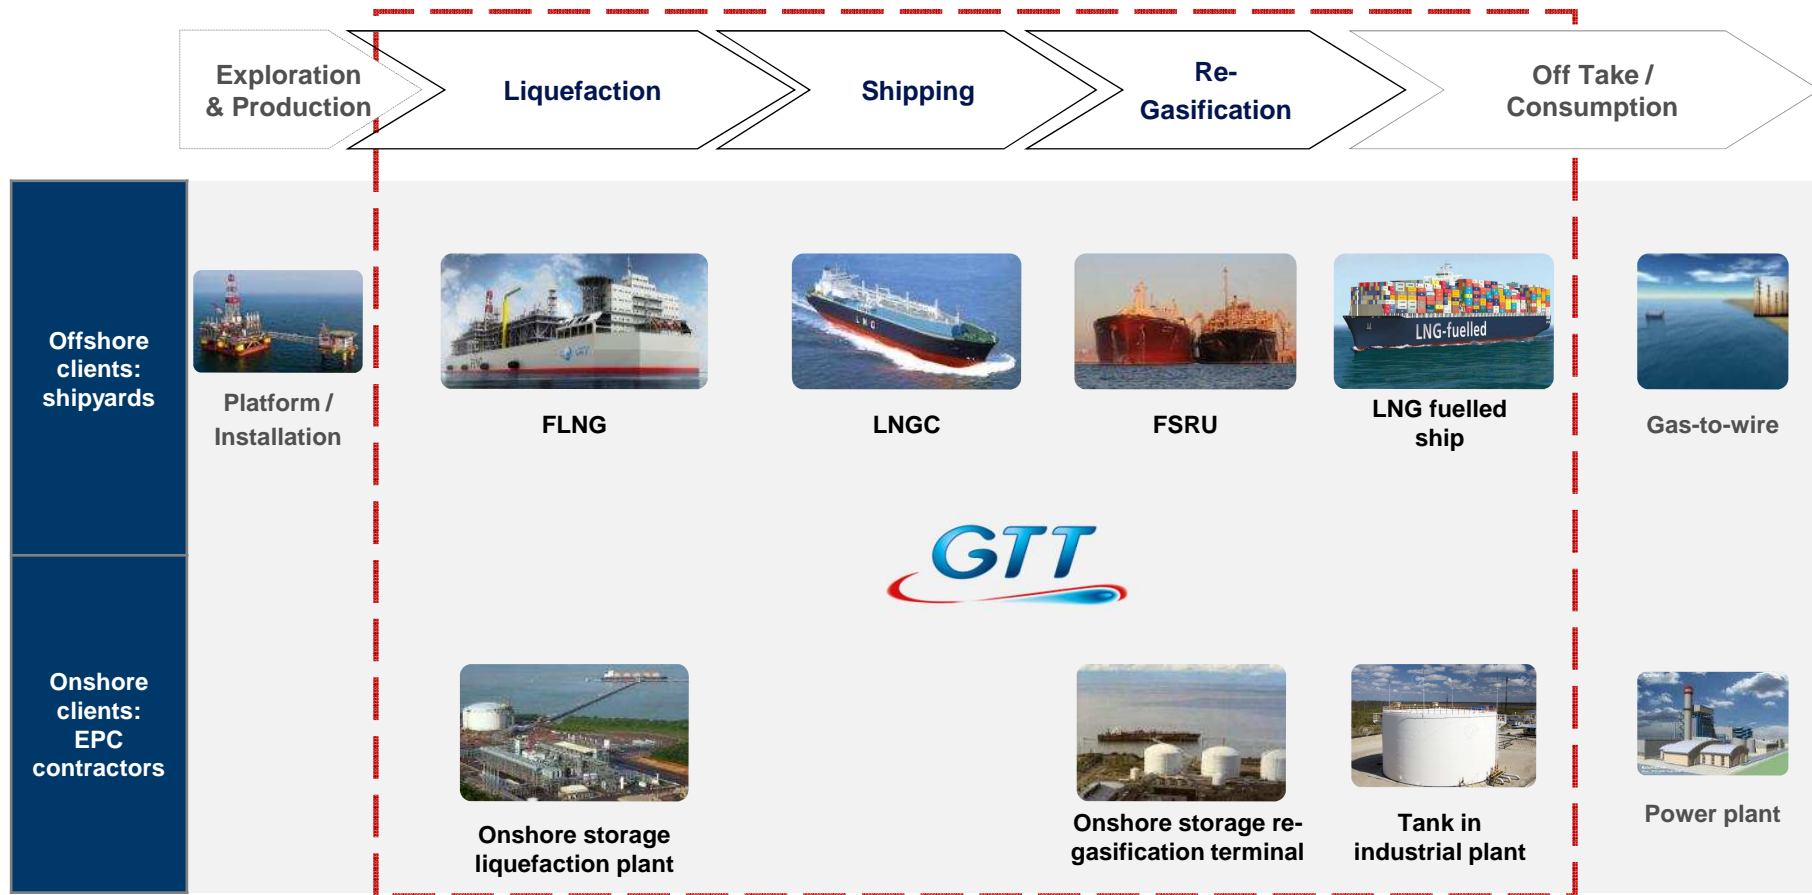 Exploration
& Production
Liquefaction
Shipping
Re-
Gasification
Off Take /
Consumption
Offshore
clients:
shipyards
Platform /
Installation
GTT
FLNG
LNG
LNGC
FSRU
LNG-fuelled
LNG fuelled
ship
Gas-to-wire
GTT
Onshore
clients:
EPC
contractors
Onshore storage
liquefaction plant
Onshore storage re-
gasification terminal
Tank in
industrial plant
Power plant